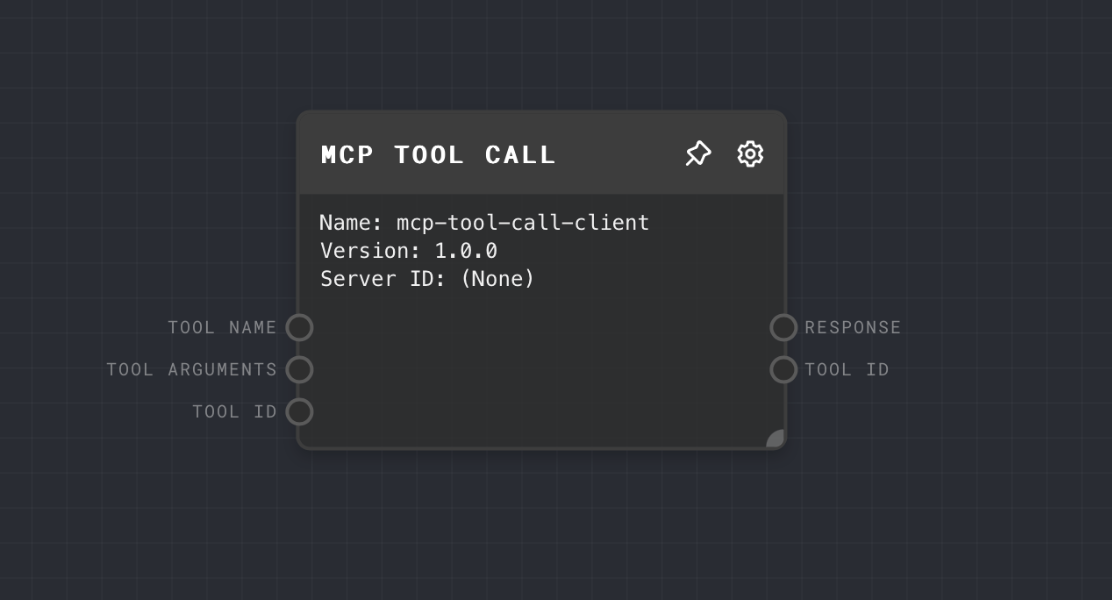 MCP TOOL CALL
Name: mcp-tool-call-client
Version: 1.0.0
Server ID: (None)
TOOL NAME
RESPONSE
TOOL ARGUMENTS
TOOL ID
TOOL ID